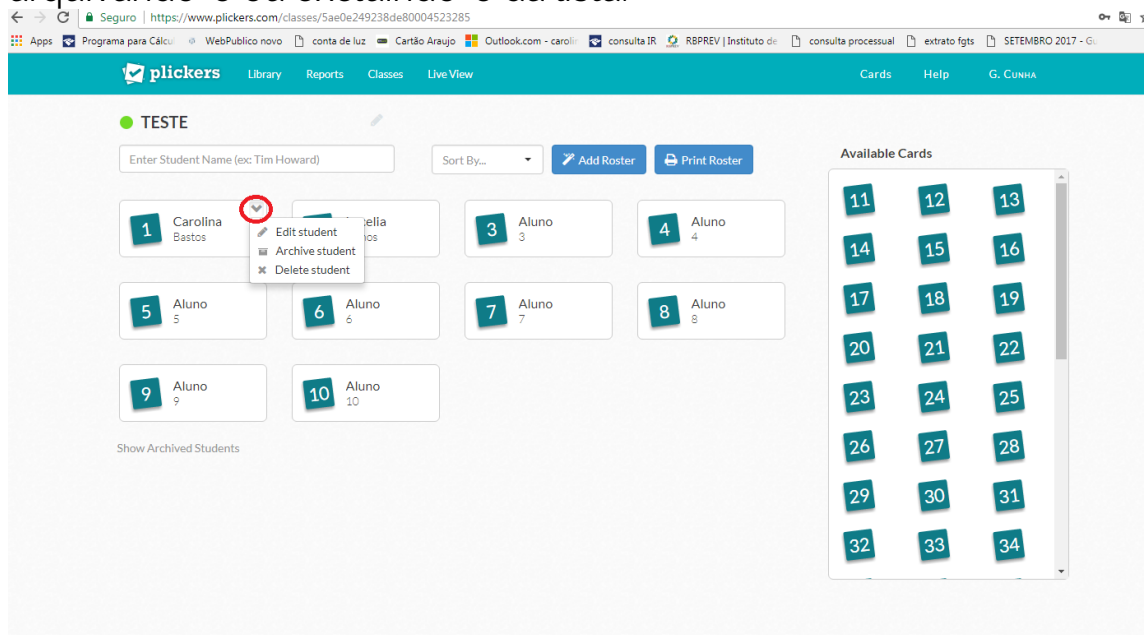 Seguro | https://www.plickers.com/classes/5ae0e249238de80004523285
Apps Programa para Cálcu WebPublico novo conta de luz Cartão Araujo Outlook.com - caroli consulta IR RBPREV | Instituto de consulta processual extrato fgts SETEMBRO 2017 - Gu
plickers Library Reports Classes Live View Cards Help G. Cunha
TESTE
Enter Student Name (ex: Tim Howard) Sort By... Add Roster Print Roster
Available Cards
1 Carolina
Bastos
Edit student
Archive student
Delete student
3 Aluno
3
4 Aluno
4
5 Aluno
5
6 Aluno
6
7 Aluno
7
8 Aluno
8
9 Aluno
9
10 Aluno
10
Show Archived Students
11 12 13
14 15 16
17 18 19
20 21 22
23 24 25
26 27 28
29 30 31
32 33 34